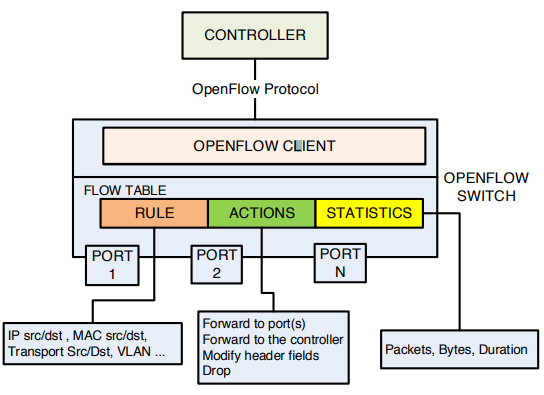 CONTROLLER
OpenFlow Protocol
OPENFLOW CLIENT
OPENFLOW
SWITCH
FLOW TABLE
RULE
ACTIONS
STATISTICS
PORT
1
PORT
2
PORT
N
IP src/dst , MAC src/dst,
Transport Src/Dst, VLAN ...
Forward to port(s)
Forward to the controller
Modify header fields
Drop
Packets, Bytes, Duration